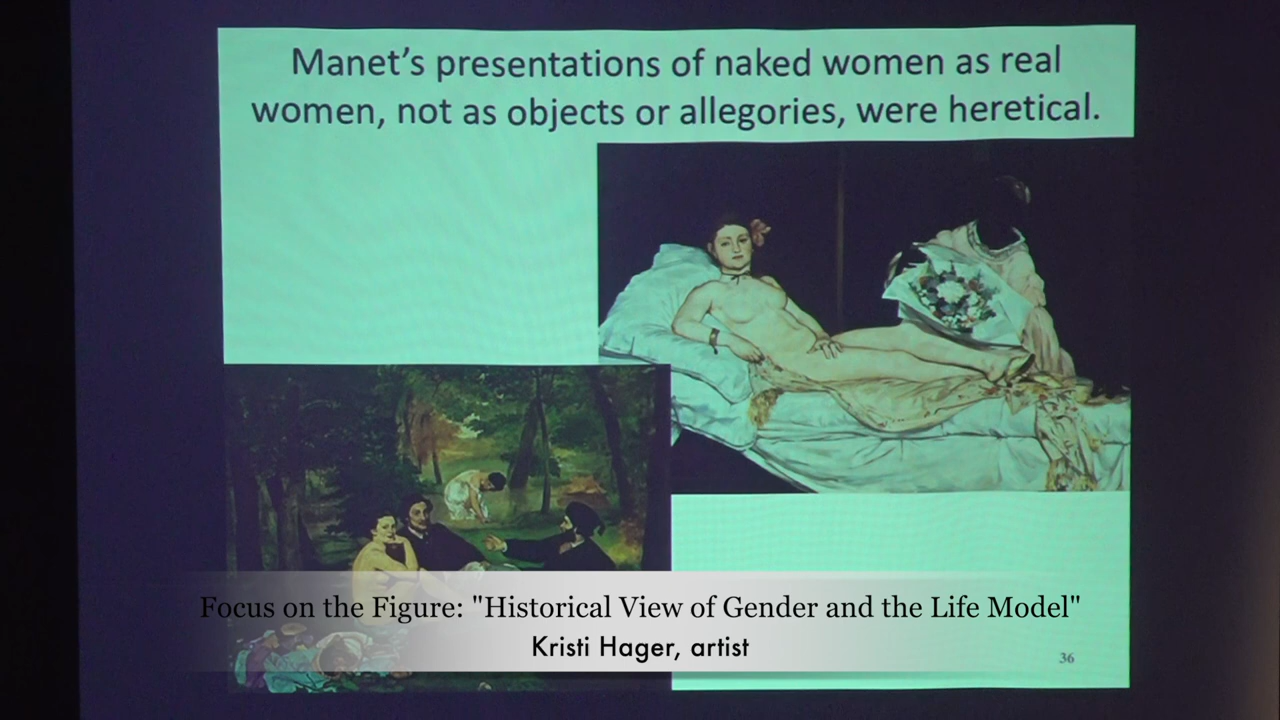 Manet’s presentations of naked women as real
women, not as objects or allegories, were heretical.
Focus on the Figure: "Historical View of Gender and the Life Model"
Kristi Hager, artist
36